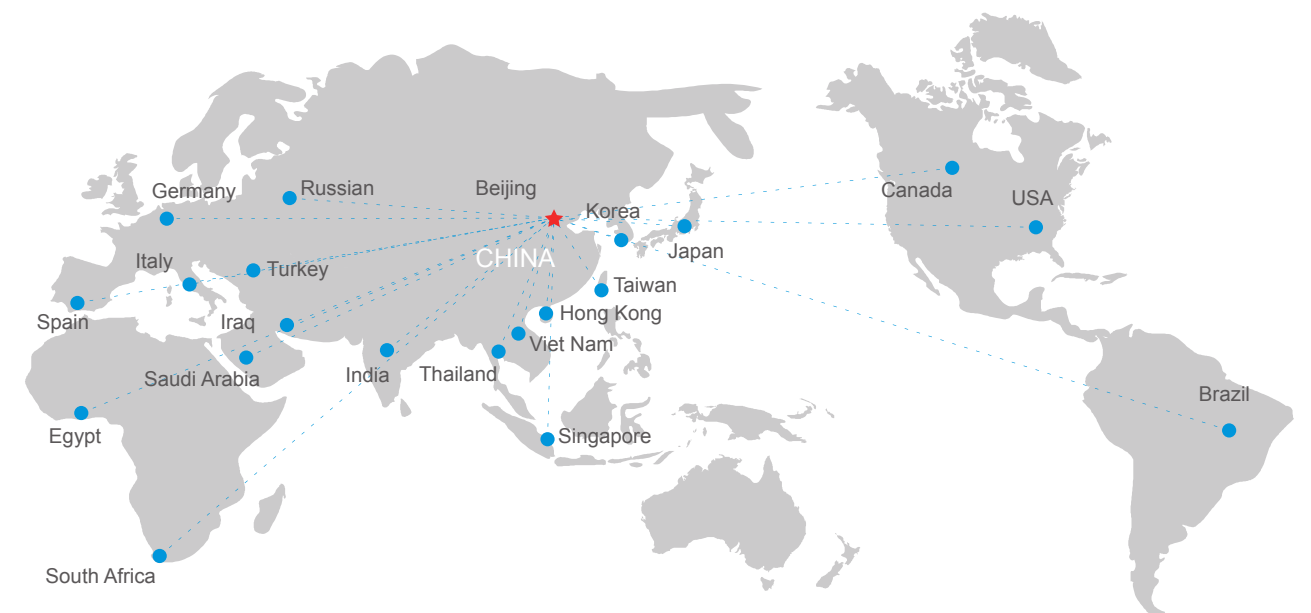 Germany
Russian
Beijing
Canada
USA
Korea
Japan
CHINA
Italy
Turkey
Taiwan
Spain
Iraq
Hong Kong
Viet Nam
Saudi Arabia
India
Thailand
Brazil
Egypt
Singapore
South Africa